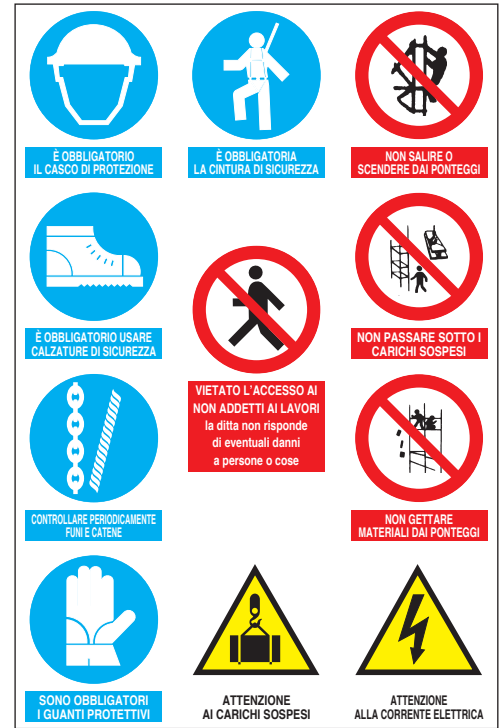 È OBBLIGATORIO
IL CASCO DI PROTEZIONE
È OBBLIGATORIA
LA CINTURA DI SICUREZZA
NON SALIRE O
SCENDERE DAI PONTEGGI
È OBBLIGATORIO USARE
CALZATURE DI SICUREZZA
VIETATO L'ACCESSO AI
NON ADDETTI AI LAVORI
la ditta non risponde
di eventuali danni
a persone o cose
NON PASSARE SOTTO I
CARICHI SOSPESI
CONTROLLARE PERIODICAMENTE
FUNI E CATENE
NON GETTARE
MATERIALI DAI PONTEGGI
SONO OBBLIGATORI
I GUANTI PROTETTIVI
ATTENZIONE
AI CARICHI SOSPESI
ATTENZIONE
ALLA CORRENTE ELETTRICA